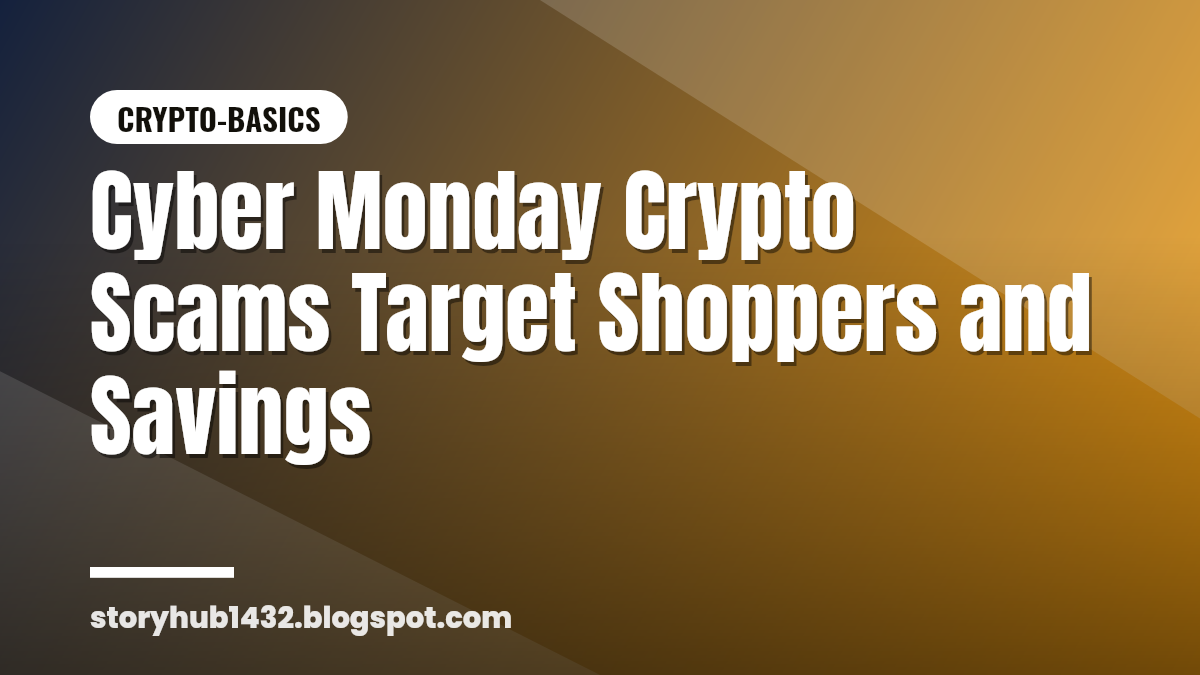 CRYPTO-BASICS
Cyber Monday Crypto
Scams Target Shoppers and
Savings
storyhub1432.blogspot.com